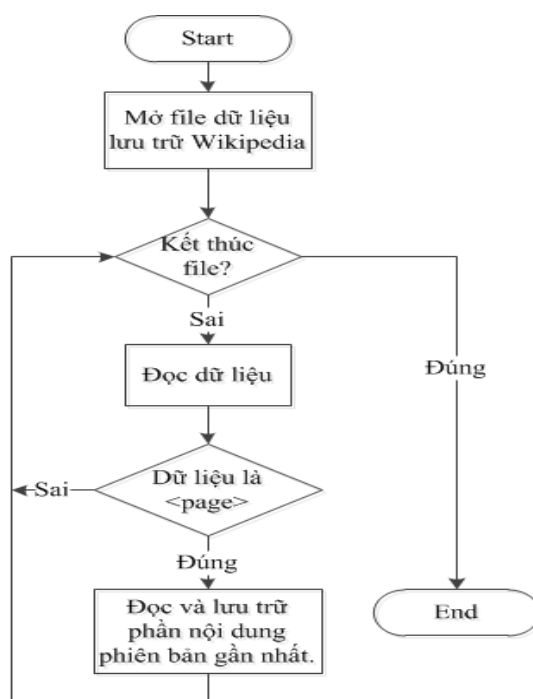 Start
Mở file dữ liệu
lưu trữ Wikipedia
Kết thúc
file?
Sai
Đúng
Đọc dữ liệu
Dữ liệu là
<page>
Sai
Đúng
Đọc và lưu trữ
phần nội dung
phiên bản gần nhất.
End